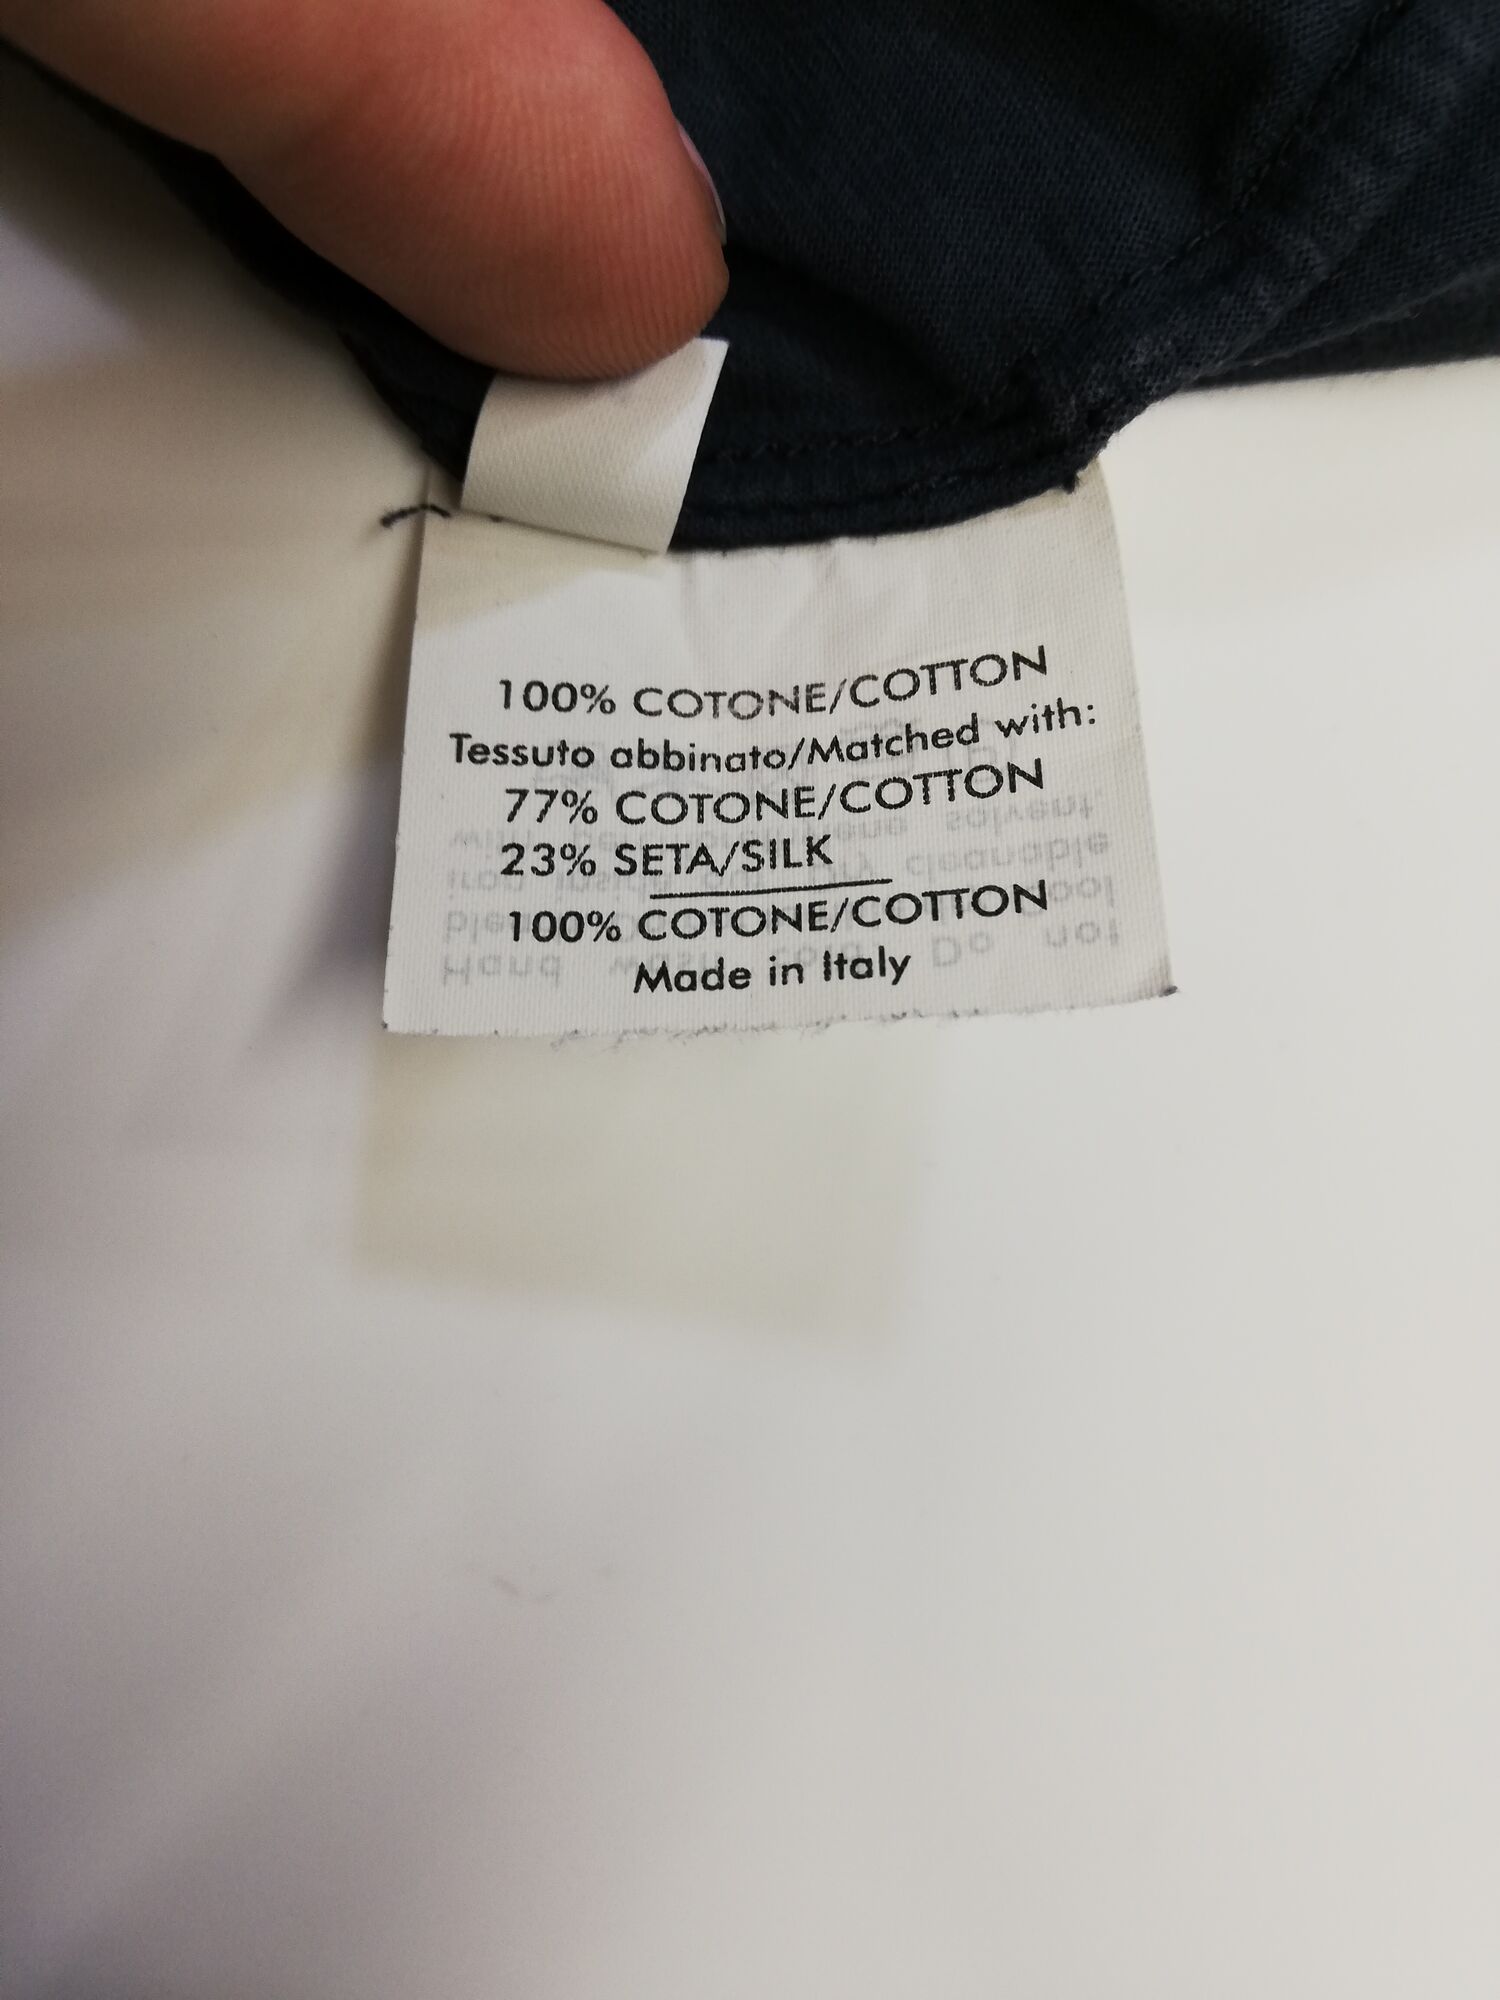 100% COTONE/COTTON
Tessuto abbinato/Matched with:
77% COTONE/COTTON
23% SETA/SILK
100% COTONE/COTTON
Made in Italy